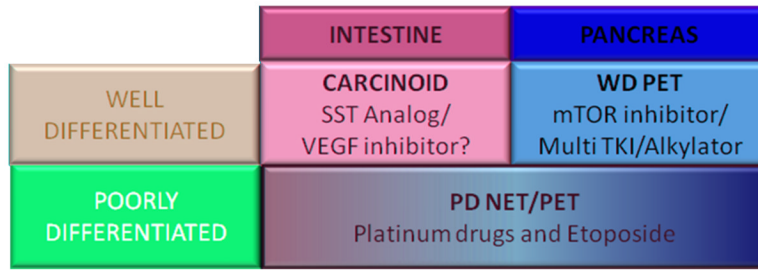 INTESTINE
PANCREAS
WELL
DIFFERENTIATED
CARCINOID
SST Analog/
VEGF inhibitor?
WD PET
mTOR inhibitor/
Multi TKI/Alkylator
POORLY
DIFFERENTIATED
PD NET/PET
Platinum drugs and Etoposide